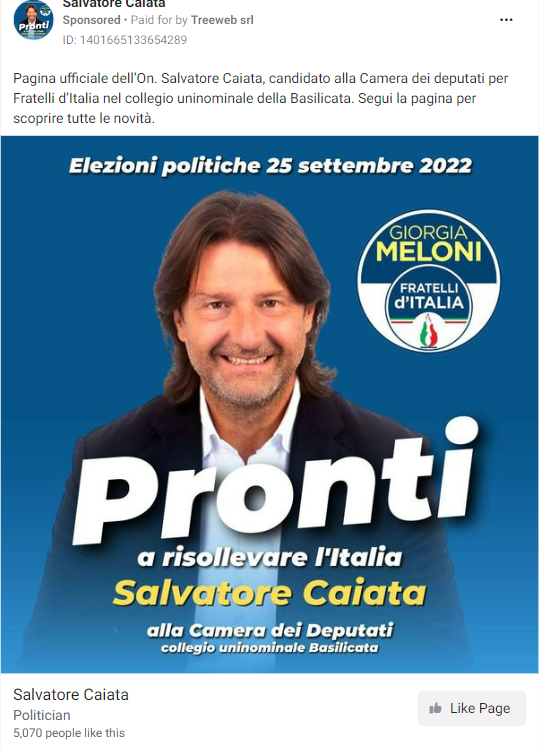 Salvatore Caiata
Sponsored • Paid for by Treeweb srl
ID: 1401665133654289
Pagina ufficiale dell'On. Salvatore Caiata, candidato alla Camera dei deputati per
Fratelli d'Italia nel collegio uninominale della Basilicata. Segui la pagina per
scoprire tutte le novità.
Elezioni politiche 25 settembre 2022
GIORGIA
MELONI
FRATELLI
d'ITALIA
Pronti
a risollevare l'Italia
Salvatore Caiata
alla Camera dei Deputati
collegio uninominale Basilicata
Salvatore Caiata
Politician
5,070 people like this
Like Page